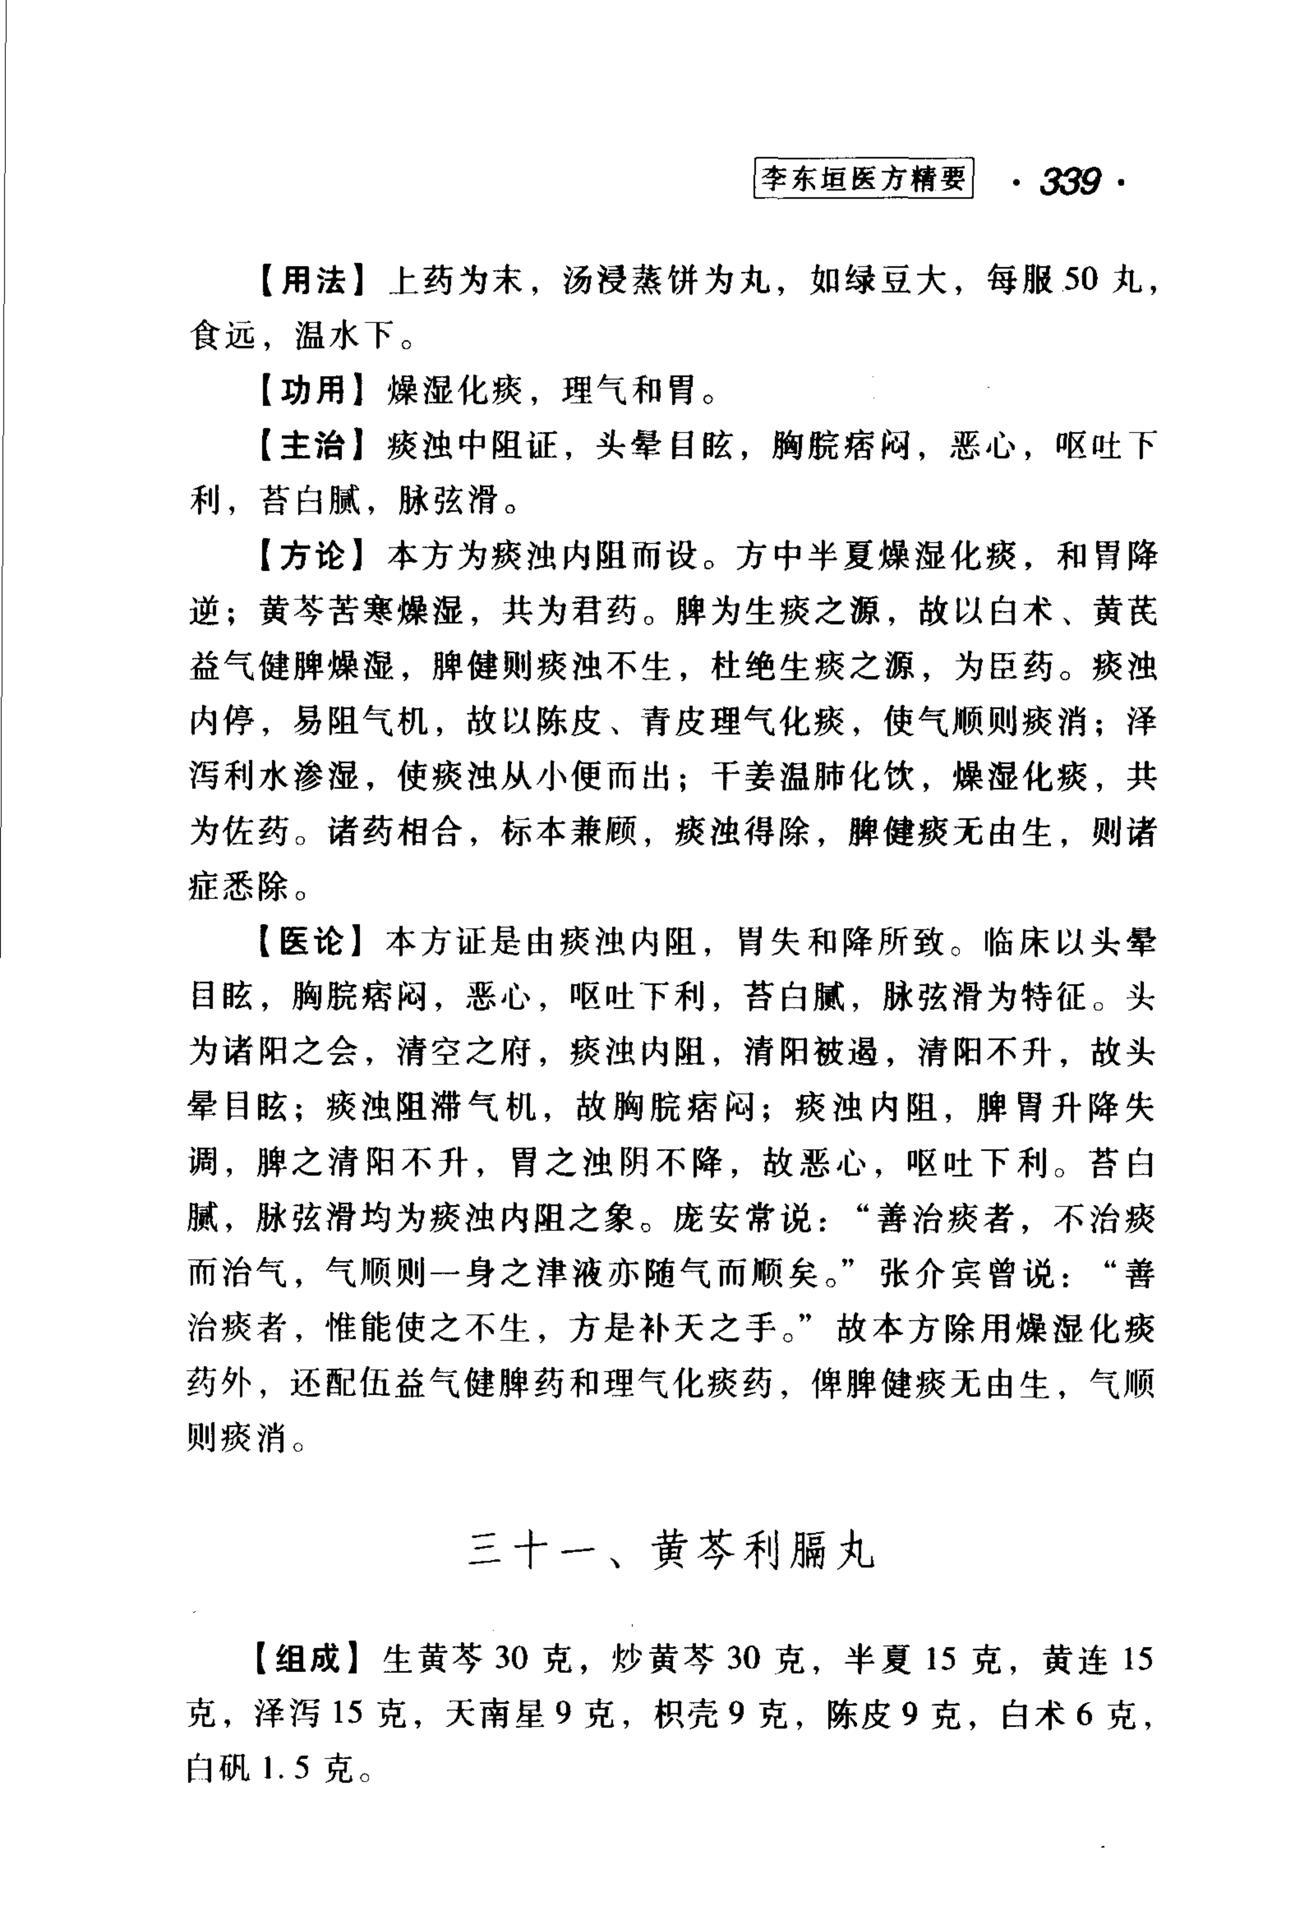 李东垣医方精要 · 339 ·
【用法】上药为末，汤浸蒸饼为丸，如绿豆大，每服 50 丸，
食远，温水下。
【功用】燥湿化痰，理气和胃。
【主治】痰浊中阻证，头晕目眩，胸脘痞闷，恶心，呕吐下
利，苔白腻，脉弦滑。
【方论】本方为痰浊内阻而设。方中半夏燥湿化痰，和胃降
逆；黄芩苦寒燥湿，共为君药。脾为生痰之源，故以白术、黄芪
益气健脾燥湿，脾健则痰浊不生，杜绝生痰之源，为臣药。痰浊
内停，易阻气机，故以陈皮、青皮理气化痰，使气顺则痰消；泽
泻利水渗湿，使痰浊从小便而出；干姜温肺化饮，燥湿化痰，共
为佐药。诸药相合，标本兼顾，痰浊得除，脾健痰无由生，则诸
症悉除。
【医论】本方证是由痰浊内阻，胃失和降所致。临床以头晕
目眩，胸脘痞闷，恶心，呕吐下利，苔白腻，脉弦滑为特征。头
为诸阳之会，清空之府，痰浊内阻，清阳被遏，清阳不升，故头
晕目眩；痰浊阻滞气机，故胸脘痞闷；痰浊内阻，脾胃升降失
调，脾之清阳不升，胃之浊阴不降，故恶心，呕吐下利。苔白
腻，脉弦滑均为痰浊内阻之象。庞安常说：“善治痰者，不治痰
而治气，气顺则一身之津液亦随气而顺矣。”张介宾曾说：“善
治痰者，惟能使之不生，方是补天之手。”故本方除用燥湿化痰
药外，还配伍益气健脾药和理气化痰药，俾脾健痰无由生，气顺
则痰消。
三十一、黄芩利膈丸
【组成】生黄芩 30 克，炒黄芩 30 克，半夏 15 克，黄连 15
克，泽泻 15 克，天南星 9 克，枳壳 9 克，陈皮 9 克，白术 6 克，
白矾 1.5 克。